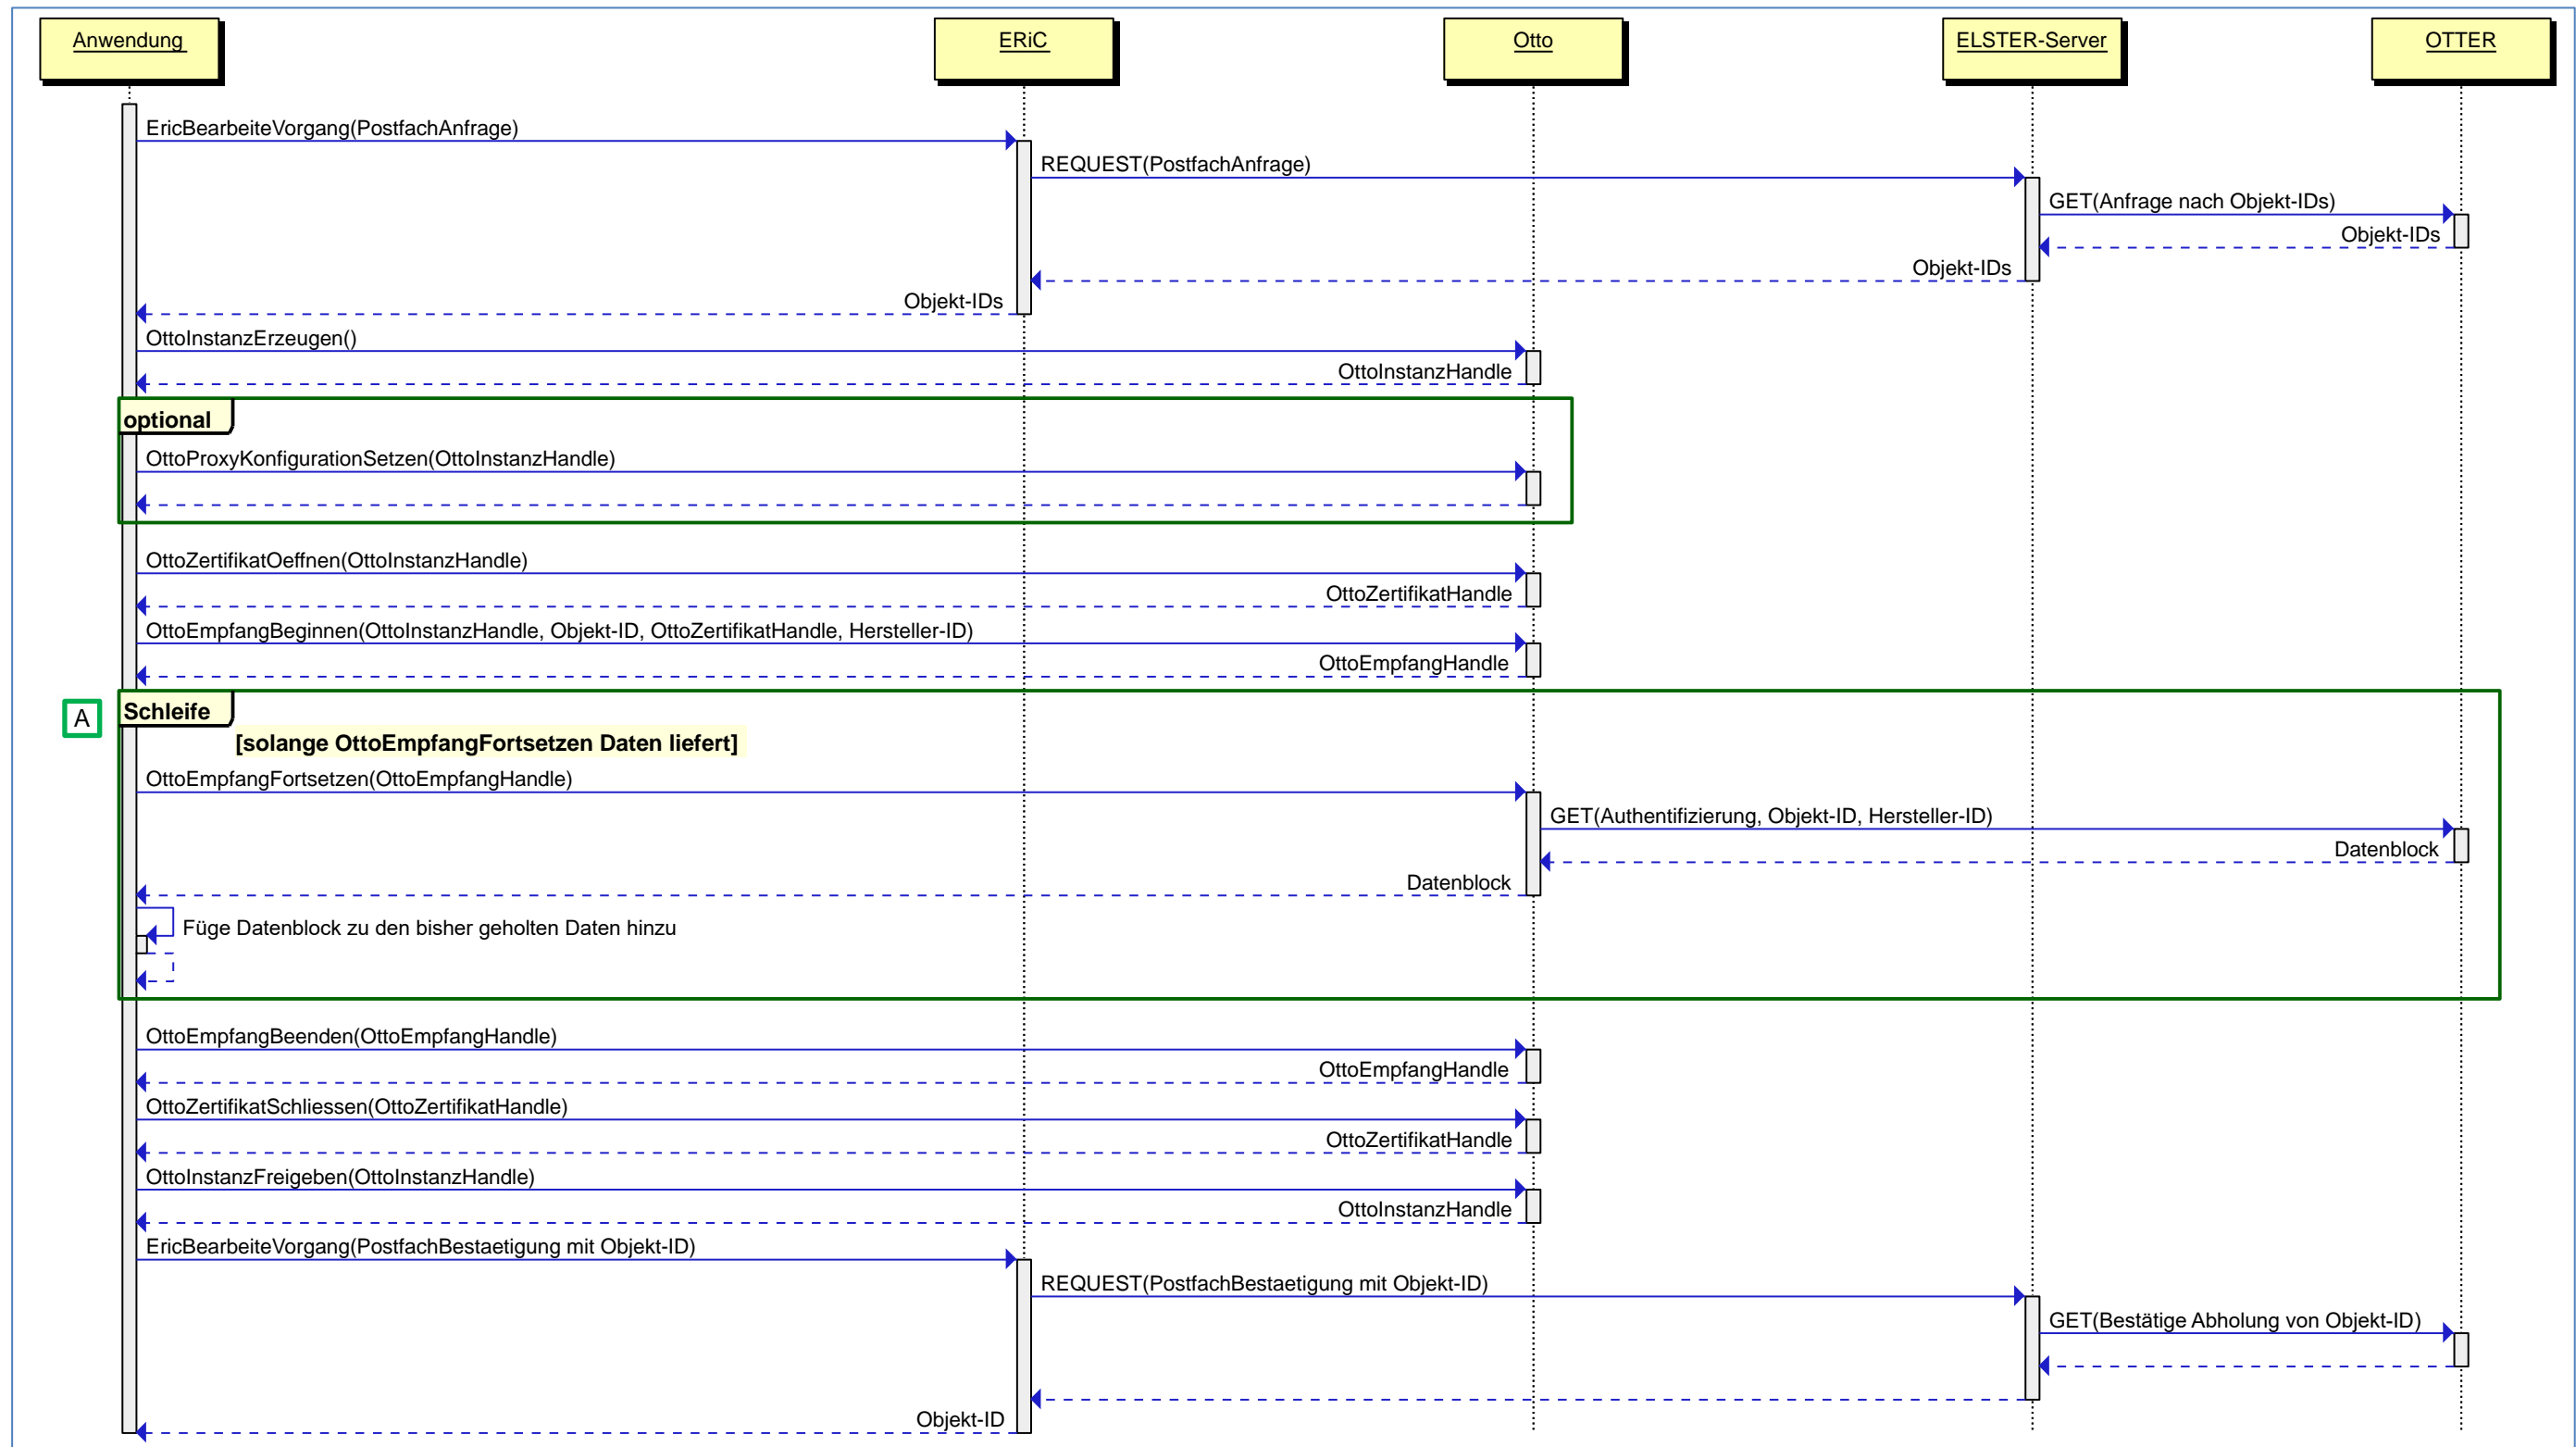 Anwendung
ERiC
Otto
ELSTER-Server
OTTER
EricBearbeiteVorgang(PostfachAnfrage)
REQUEST(PostfachAnfrage)
GET(Anfrage nach Objekt-IDs)
Objekt-IDs
Objekt-IDs
Objekt-IDs
OttoInstanzErzeugen()
OttoInstanzHandle
optional
OttoProxyKonfigurationSetzen(OttoInstanzHandle)
OttoZertifikatOeffnen(OttoInstanzHandle)
OttoZertifikatHandle
OttoEmpfangBeginnen(OttoInstanzHandle, Objekt-ID, OttoZertifikatHandle, Hersteller-ID)
OttoEmpfangHandle
A
Schleife
[solange OttoEmpfangFortsetzen Daten liefert]
OttoEmpfangFortsetzen(OttoEmpfangHandle)
GET(Authentifizierung, Objekt-ID, Hersteller-ID)
Datenblock
Datenblock
Füge Datenblock zu den bisher geholten Daten hinzu
OttoEmpfangBeenden(OttoEmpfangHandle)
OttoEmpfangHandle
OttoZertifikatSchliessen(OttoZertifikatHandle)
OttoZertifikatHandle
OttoInstanzFreigeben(OttoInstanzHandle)
OttoInstanzHandle
EricBearbeiteVorgang(PostfachBestaetigung mit Objekt-ID)
REQUEST(PostfachBestaetigung mit Objekt-ID)
GET(Bestätige Abholung von Objekt-ID)
Objekt-ID